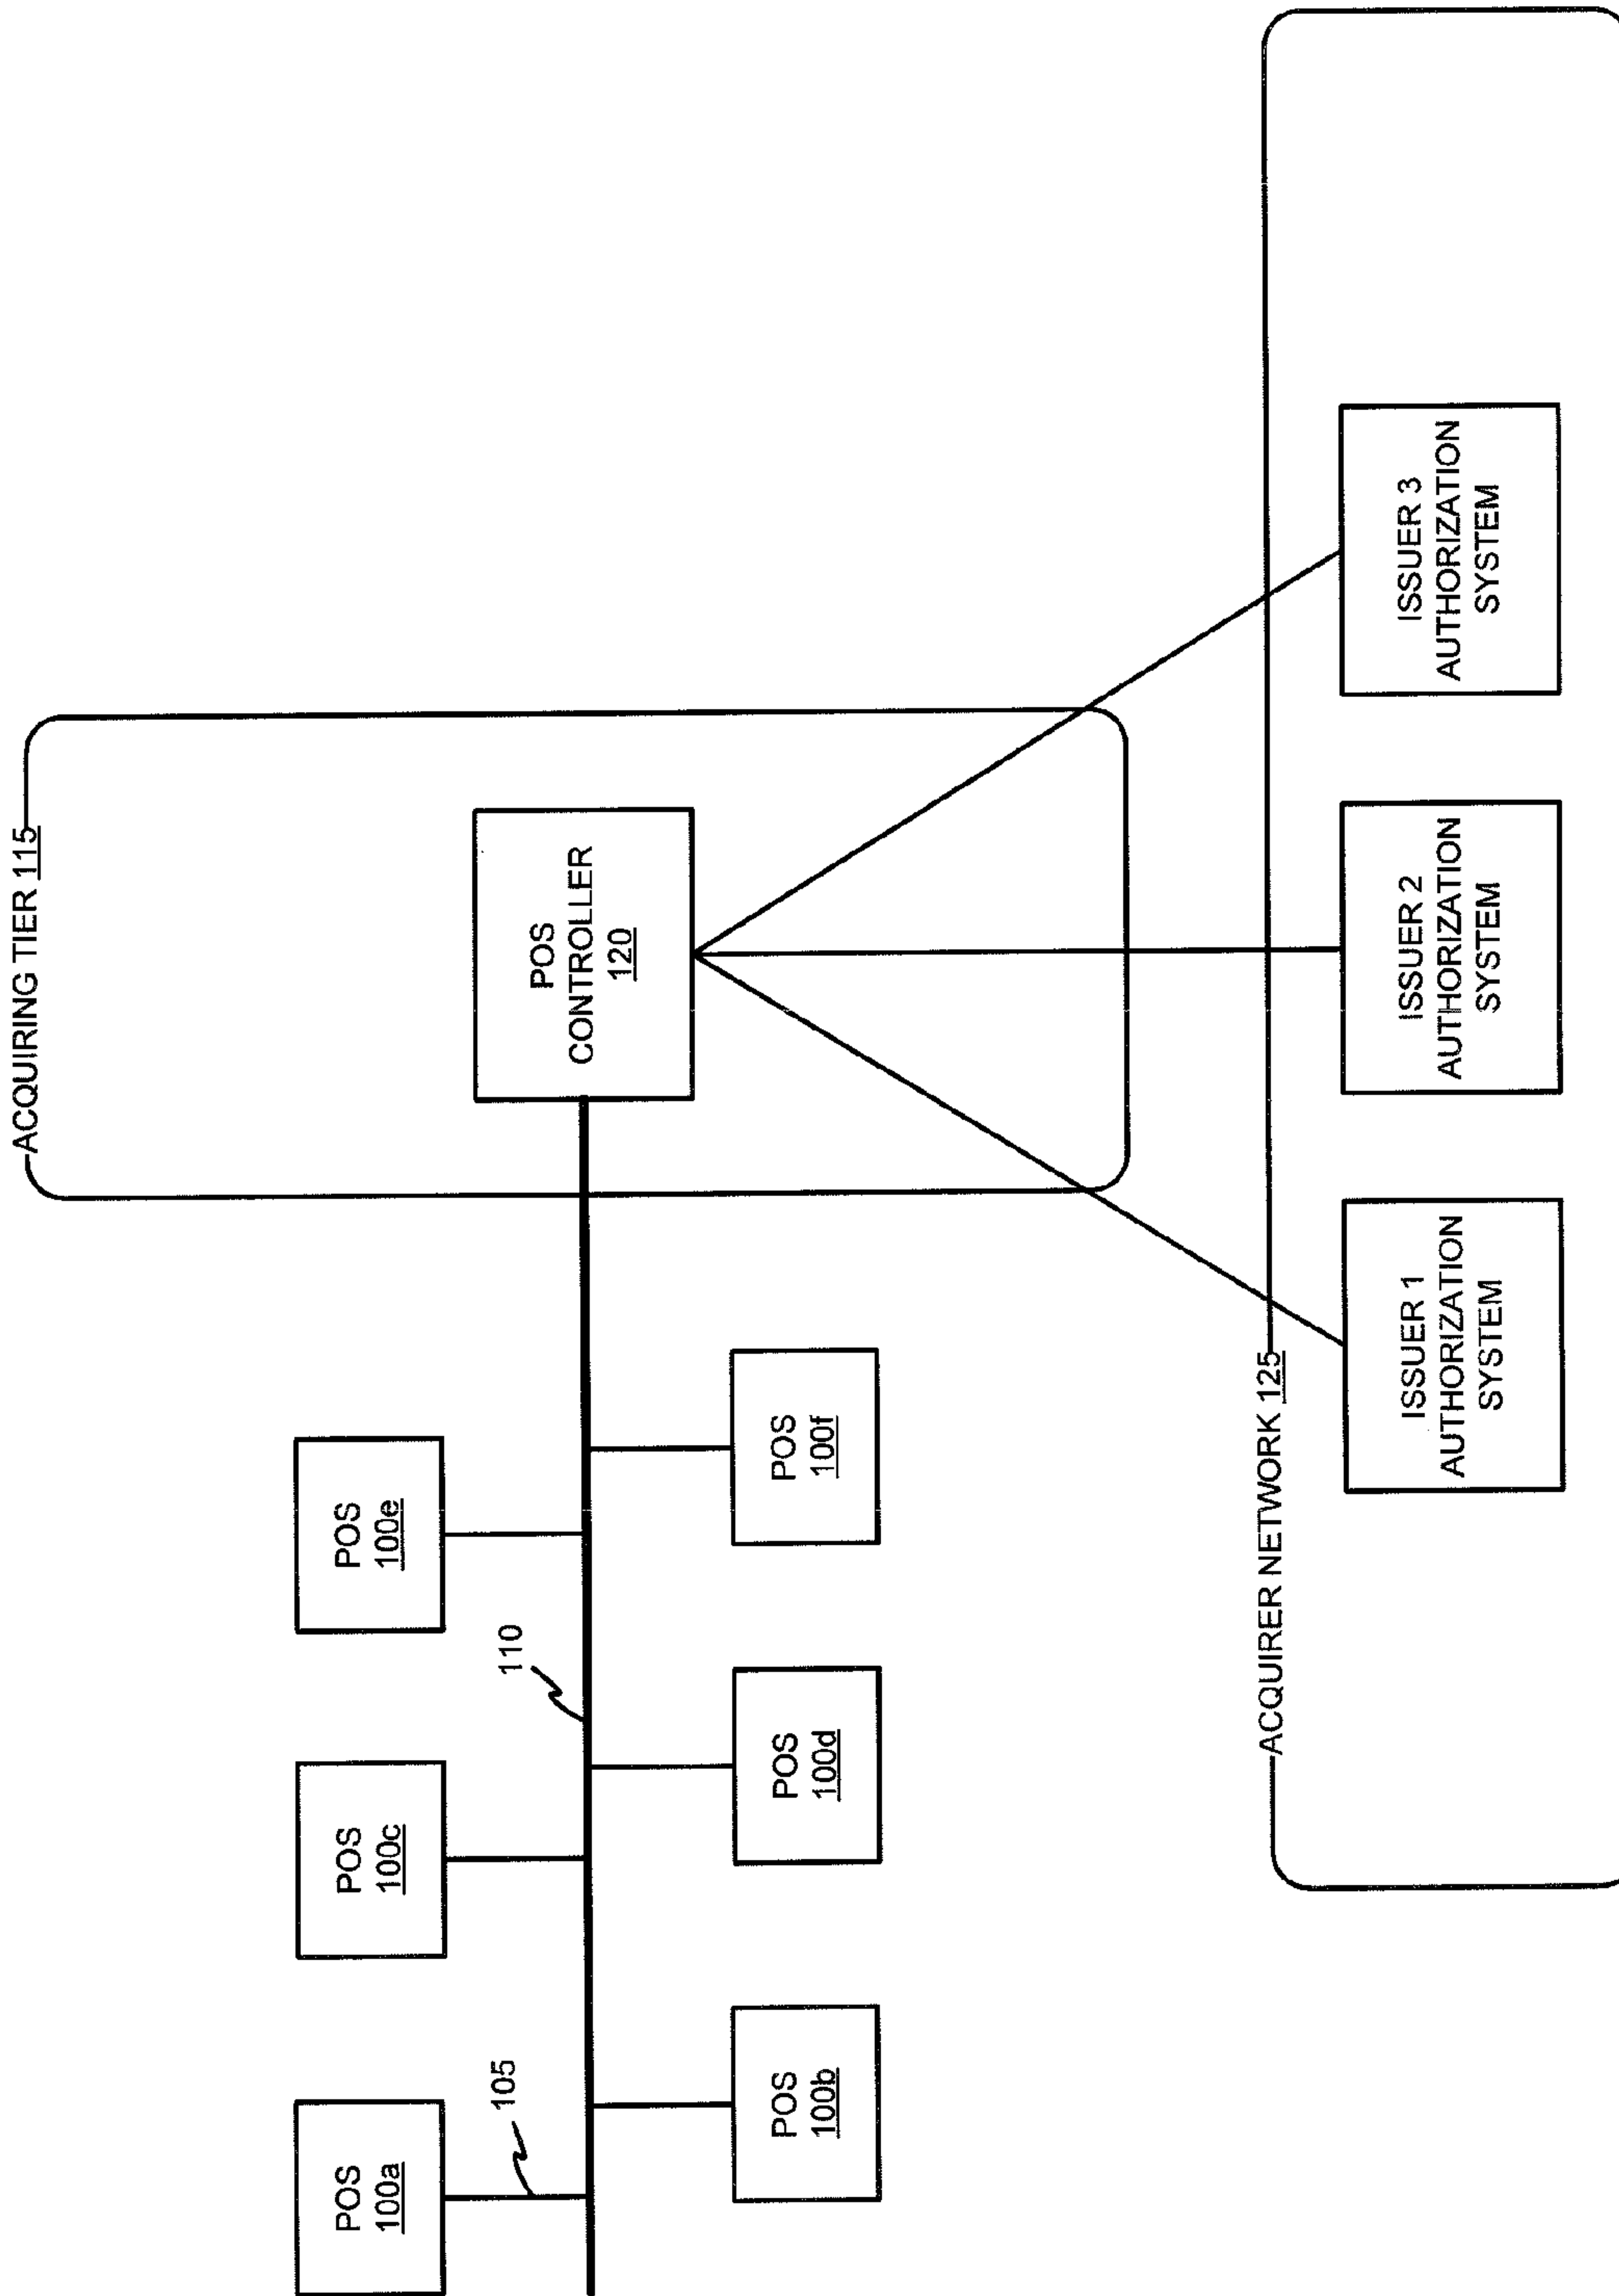 ACQUIRING TIER 115
POS
100a
POS
100c
POS
100e
105
110
POS
CONTROLLER
120
POS
100b
POS
100d
POS
100f
ACQUIRER NETWORK 125
ISSUER 1
AUTHORIZATION
SYSTEM
ISSUER 2
AUTHORIZATION
SYSTEM
ISSUER 3
AUTHORIZATION
SYSTEM